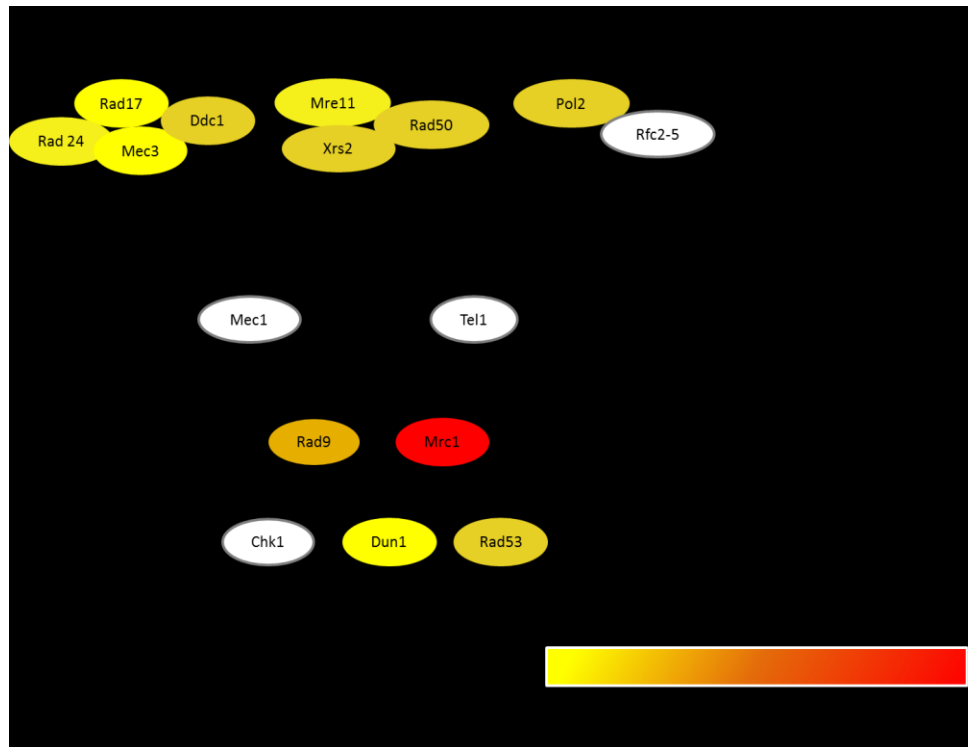 Rad17
Ddc1
Rad 24
Mec3
Mre11
Rad50
Xrs2
Pol2
Rfc2-5
Mec1
Tel1
Rad9
Mrc1
Chk1
Dun1
Rad53